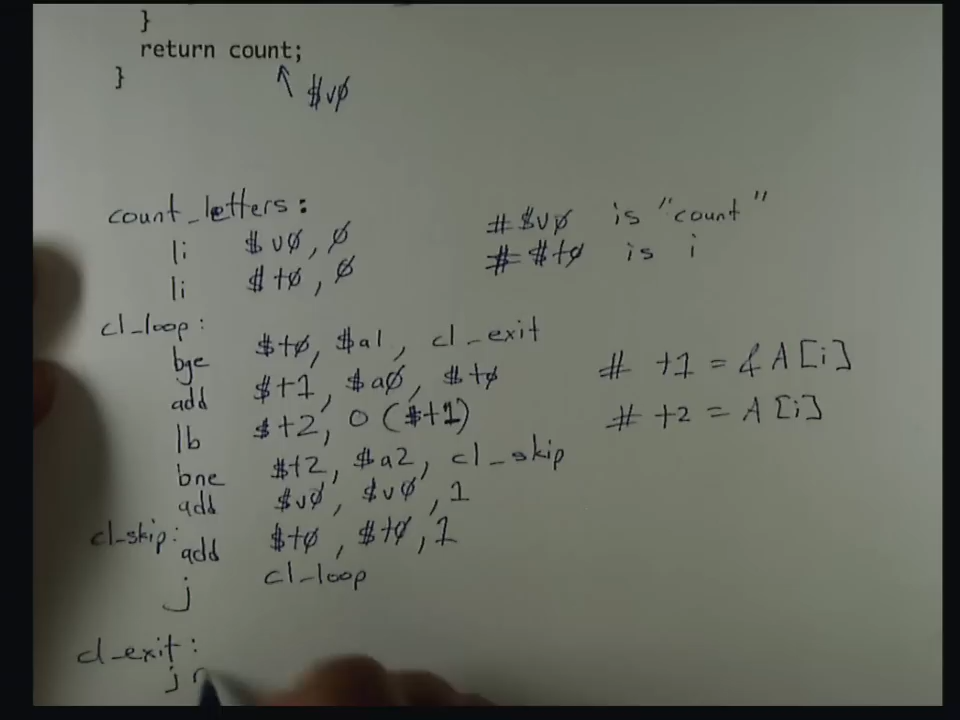 }
return count;
}
$v0
count_letters:
li $v0, 0 #$v0 is "count"
li $t0, 0 #$t0 is i
cl_loop:
bge $t0, $a1, cl_exit
add $t1, $a0, $t0 # t1 = &A[i]
lb $t2, 0($t1) # t2 = A[i]
bne $t2, $a2, cl_skip
add $v0, $v0, 1
cl_skip:
add $t0, $t0, 1
j cl_loop
cl_exit:
j r